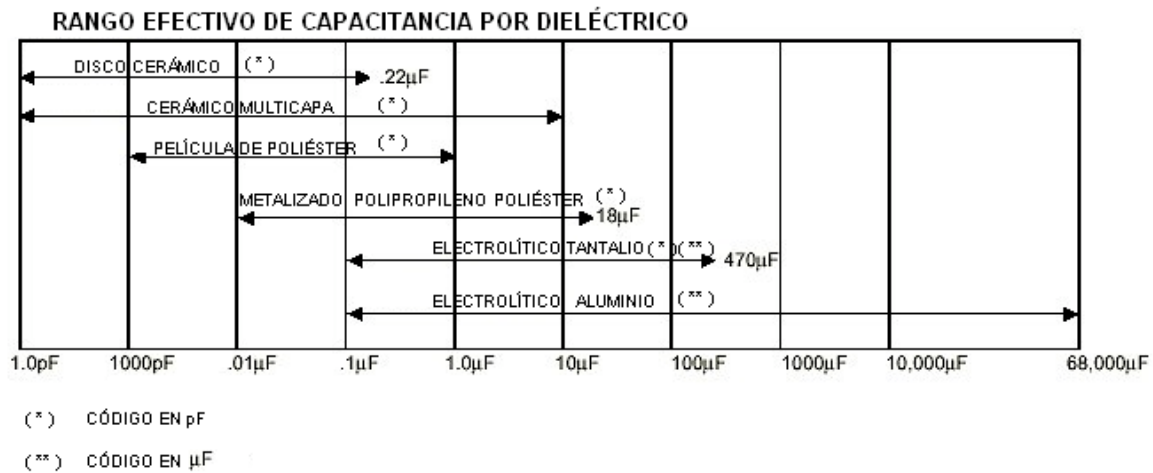 RANGO EFECTIVO DE CAPACITANCIA POR DIELÉCTRICO
DISCO CERÁMICO (*)
.22µF
CERÁMICO MULTICAPA (*)
PELÍCULA DE POLIÉSTER (*)
METALIZADO POLIPROPILENO POLIÉSTER (*)
18µF
ELECTROLÍTICO TANTALIO (*) (**)
470µF
ELECTROLÍTICO ALUMINIO (**)
1.0pF 1000pF .01µF .1µF 1.0µF 10µF 100µF 1000µF 10,000µF 68,000µF
(*) CÓDIGO EN pF
(**) CÓDIGO EN µF